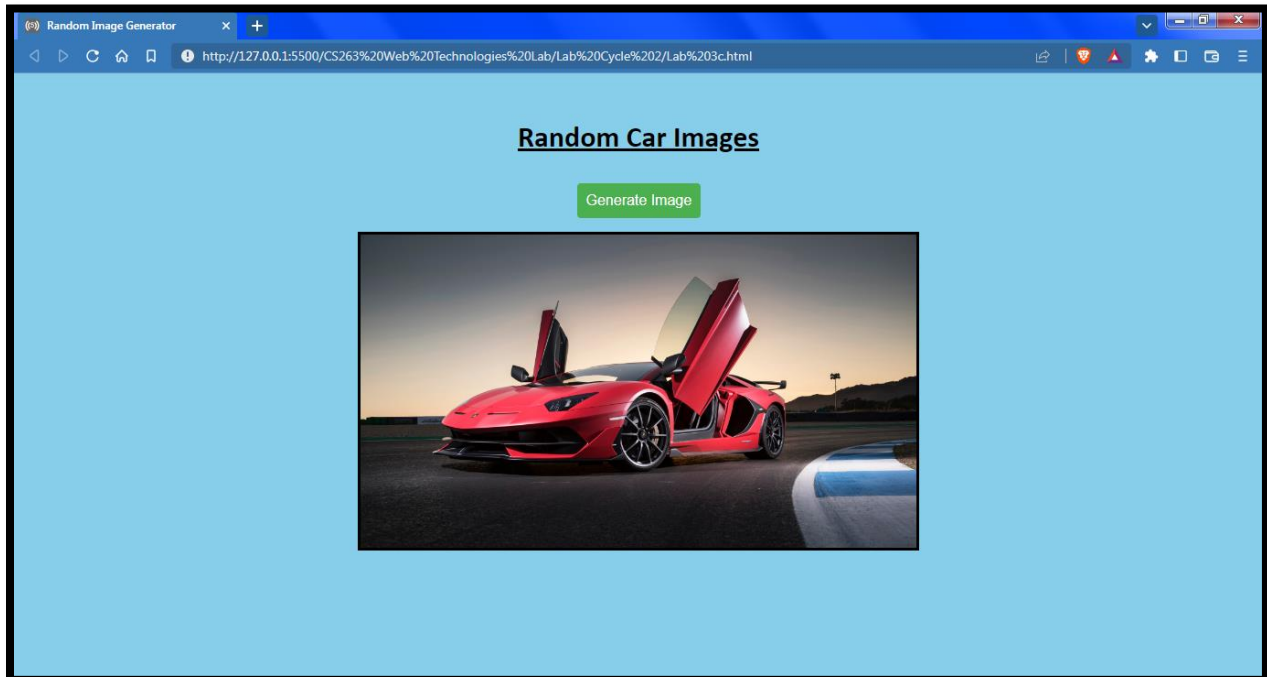 Random Image Generator
http://127.0.0.1:5500/CS263%20Web%20Technologies%20Lab/Lab%20Cycle%202/Lab%203c.html
Random Car Images
Generate Image